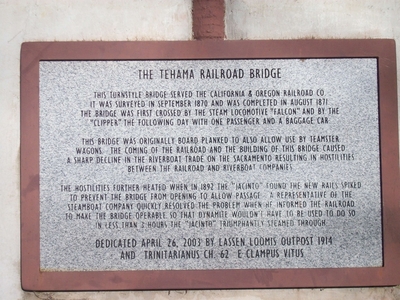 THE TEHAMA RAILROAD BRIDGE
THIS TURNSTYLE BRIDGE SERVED THE CALIFORNIA & OREGON RAILROAD CO.
IT WAS SURVEYED IN SEPTEMBER 1870 AND WAS COMPLETED IN AUGUST 1871
THE BRIDGE WAS FIRST CROSSED BY THE STEAM LOCOMOTIVE "FALCON" AND BY THE
"CLIPPER" THE FOLLOWING DAY WITH ONE PASSENGER AND A BAGGAGE CAR
THIS BRIDGE WAS ORIGINALLY BOARD PLANKED TO ALSO ALLOW USE BY TEAMSTER
WAGONS. THE COMING OF THE RAILROAD AND THE BUILDING OF THIS BRIDGE CAUSED
A SHARP DECLINE IN THE RIVERBOAT TRADE ON THE SACRAMENTO RESULTING IN HOSTILITIES
BETWEEN THE RAILROAD AND RIVERBOAT COMPANIES
THE HOSTILITIES FURTHER HEATED WHEN IN 1892 THE "JACINTO" FOUND THE NEW RAILS SPIKED
TO PREVENT THE BRIDGE FROM OPENING TO ALLOW PASSAGE. A REPRESENTATIVE OF THE
STEAMBOAT COMPANY QUICKLY RESOLVED THE PROBLEM WHEN HE INFORMED THE RAILROAD
TO MAKE THE BRIDGE OPERABLE, SO THAT DYNAMITE WOULDN'T HAVE TO BE USED TO DO SO
IN LESS THAN 2 HOURS THE "JACINTO" TRIUMPHANTLY STEAMED THROUGH
DEDICATED APRIL 26, 2003 BY LASSEN LOOMIS OUTPOST 1914
AND TRINITARIANUS CH. 62 E CLAMPUS VITUS